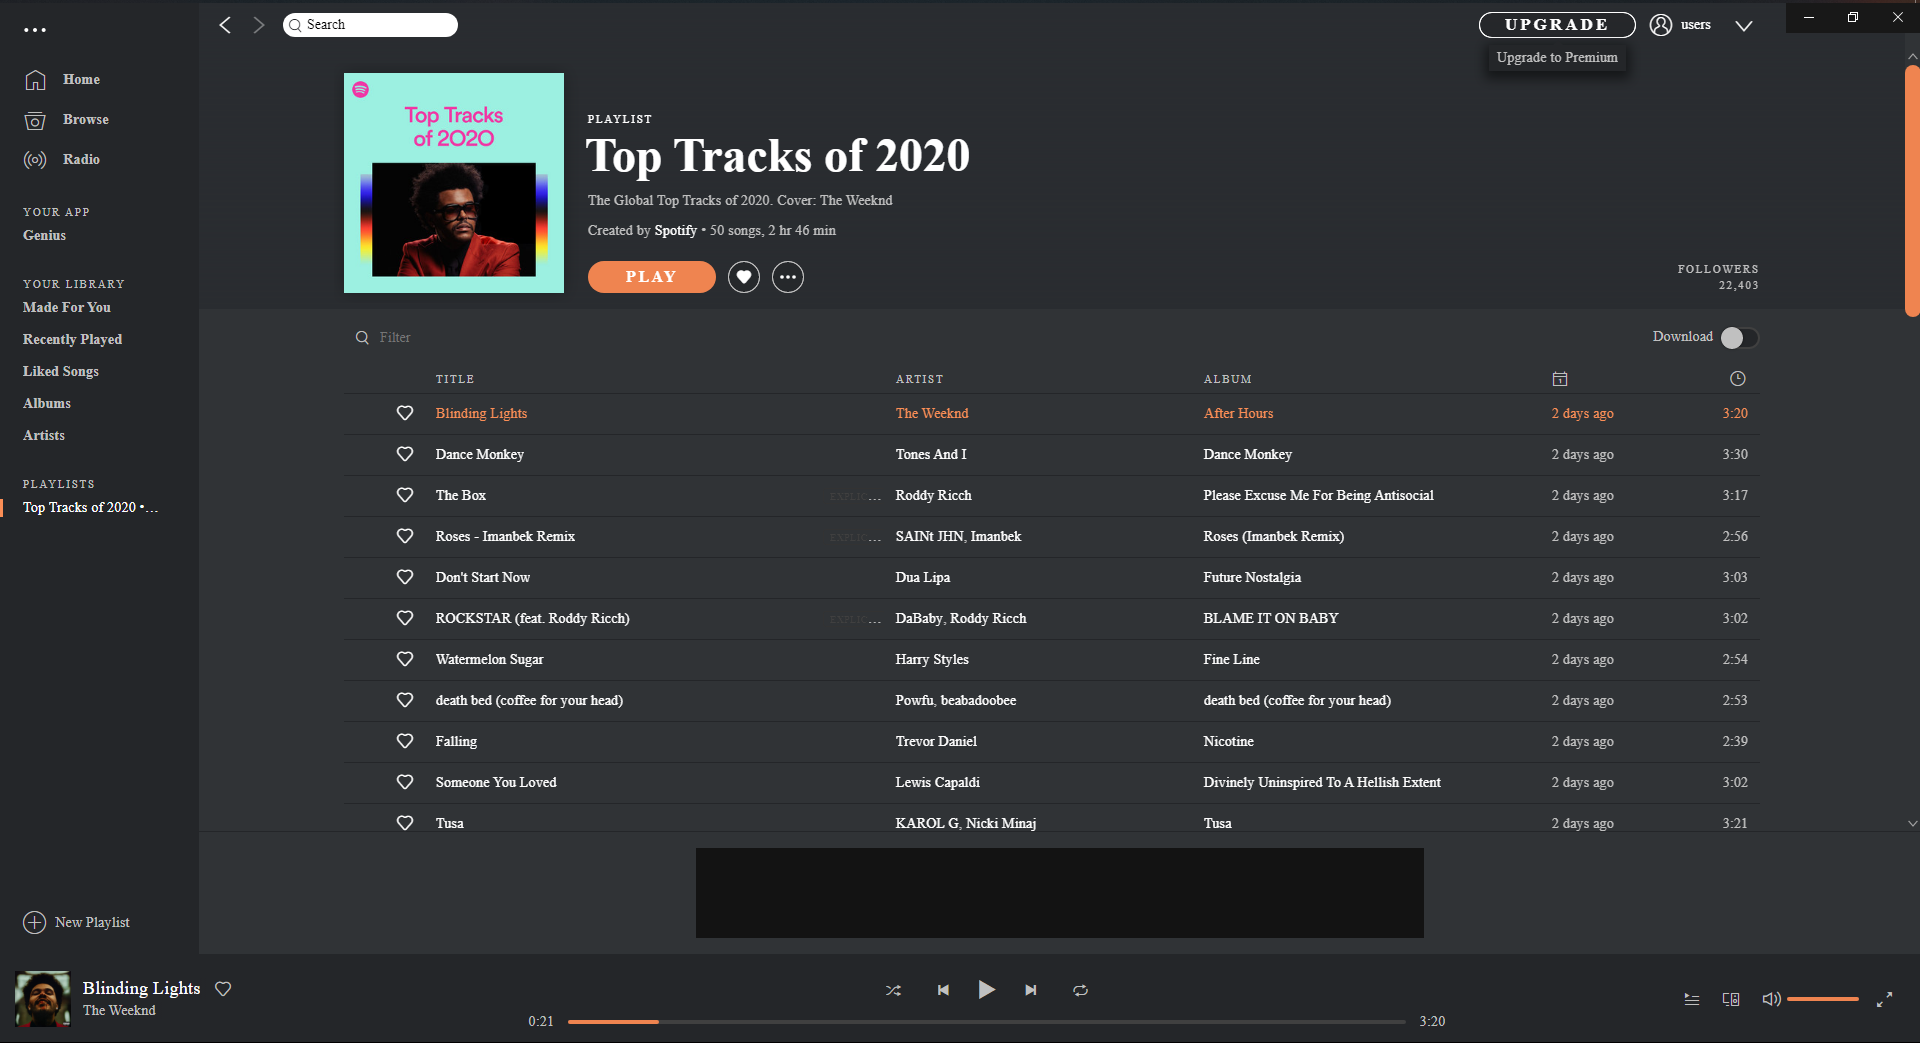 Search
UPGRADE
users
Upgrade to Premium
Home
Browse
Radio
YOUR APP
Genius
YOUR LIBRARY
Made For You
Recently Played
Liked Songs
Albums
Artists
PLAYLISTS
Top Tracks of 2020 •...
New Playlist
Top Tracks
of 2020
PLAYLIST
Top Tracks of 2020
The Global Top Tracks of 2020. Cover: The Weeknd
Created by Spotify • 50 songs, 2 hr 46 min
PLAY
FOLLOWERS
22,403
Filter
Download
TITLE ARTIST ALBUM
Blinding Lights The Weeknd After Hours 2 days ago 3:20
Dance Monkey Tones And I Dance Monkey 2 days ago 3:30
The Box EXPLIC... Roddy Ricch Please Excuse Me For Being Antisocial 2 days ago 3:17
Roses - Imanbek Remix EXPLIC... SAINt JHN, Imanbek Roses (Imanbek Remix) 2 days ago 2:56
Don't Start Now Dua Lipa Future Nostalgia 2 days ago 3:03
ROCKSTAR (feat. Roddy Ricch) EXPLIC... DaBaby, Roddy Ricch BLAME IT ON BABY 2 days ago 3:02
Watermelon Sugar Harry Styles Fine Line 2 days ago 2:54
death bed (coffee for your head) Powfu, beabadoobee death bed (coffee for your head) 2 days ago 2:53
Falling Trevor Daniel Nicotine 2 days ago 2:39
Someone You Loved Lewis Capaldi Divinely Uninspired To A Hellish Extent 2 days ago 3:02
Tusa KAROL G, Nicki Minaj Tusa 2 days ago 3:21
Blinding Lights
The Weeknd
0:21 3:20